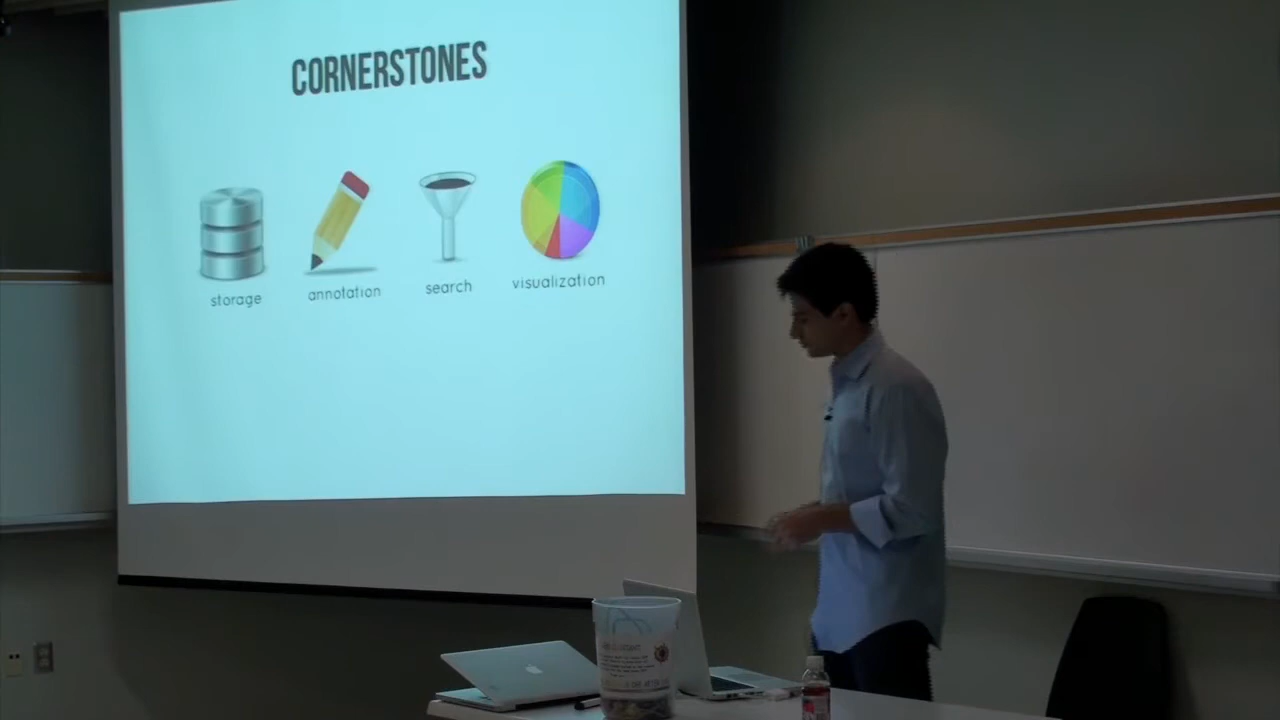 CORNERSTONES
storage
annotation
search
visualization